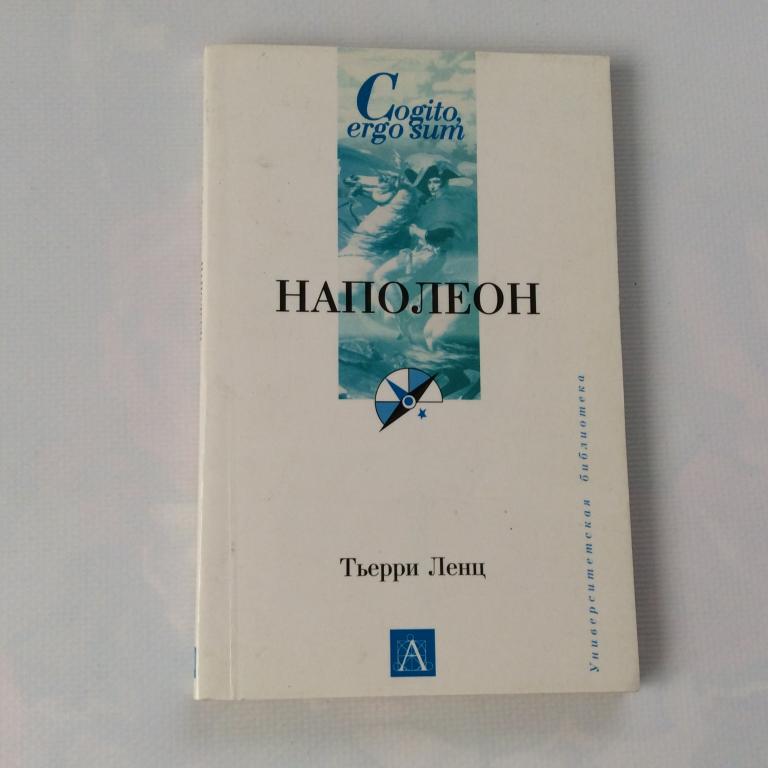 Cogito,
ergo sum
НАПОЛЕОН
Тьерри Ленц
Университетская библиотека
А